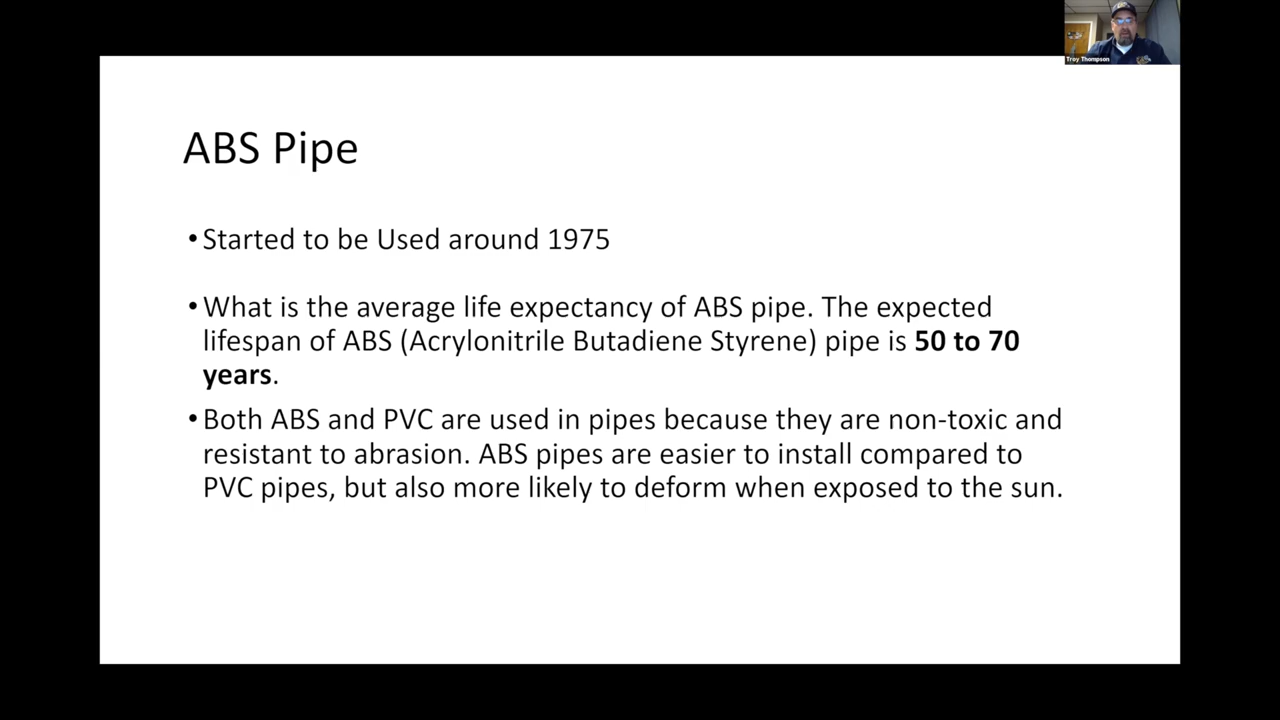 Troy Thompson
ABS Pipe
•Started to be Used around 1975
•What is the average life expectancy of ABS pipe. The expected
lifespan of ABS (Acrylonitrile Butadiene Styrene) pipe is 50 to 70
years.
•Both ABS and PVC are used in pipes because they are non-toxic and
resistant to abrasion. ABS pipes are easier to install compared to
PVC pipes, but also more likely to deform when exposed to the sun.